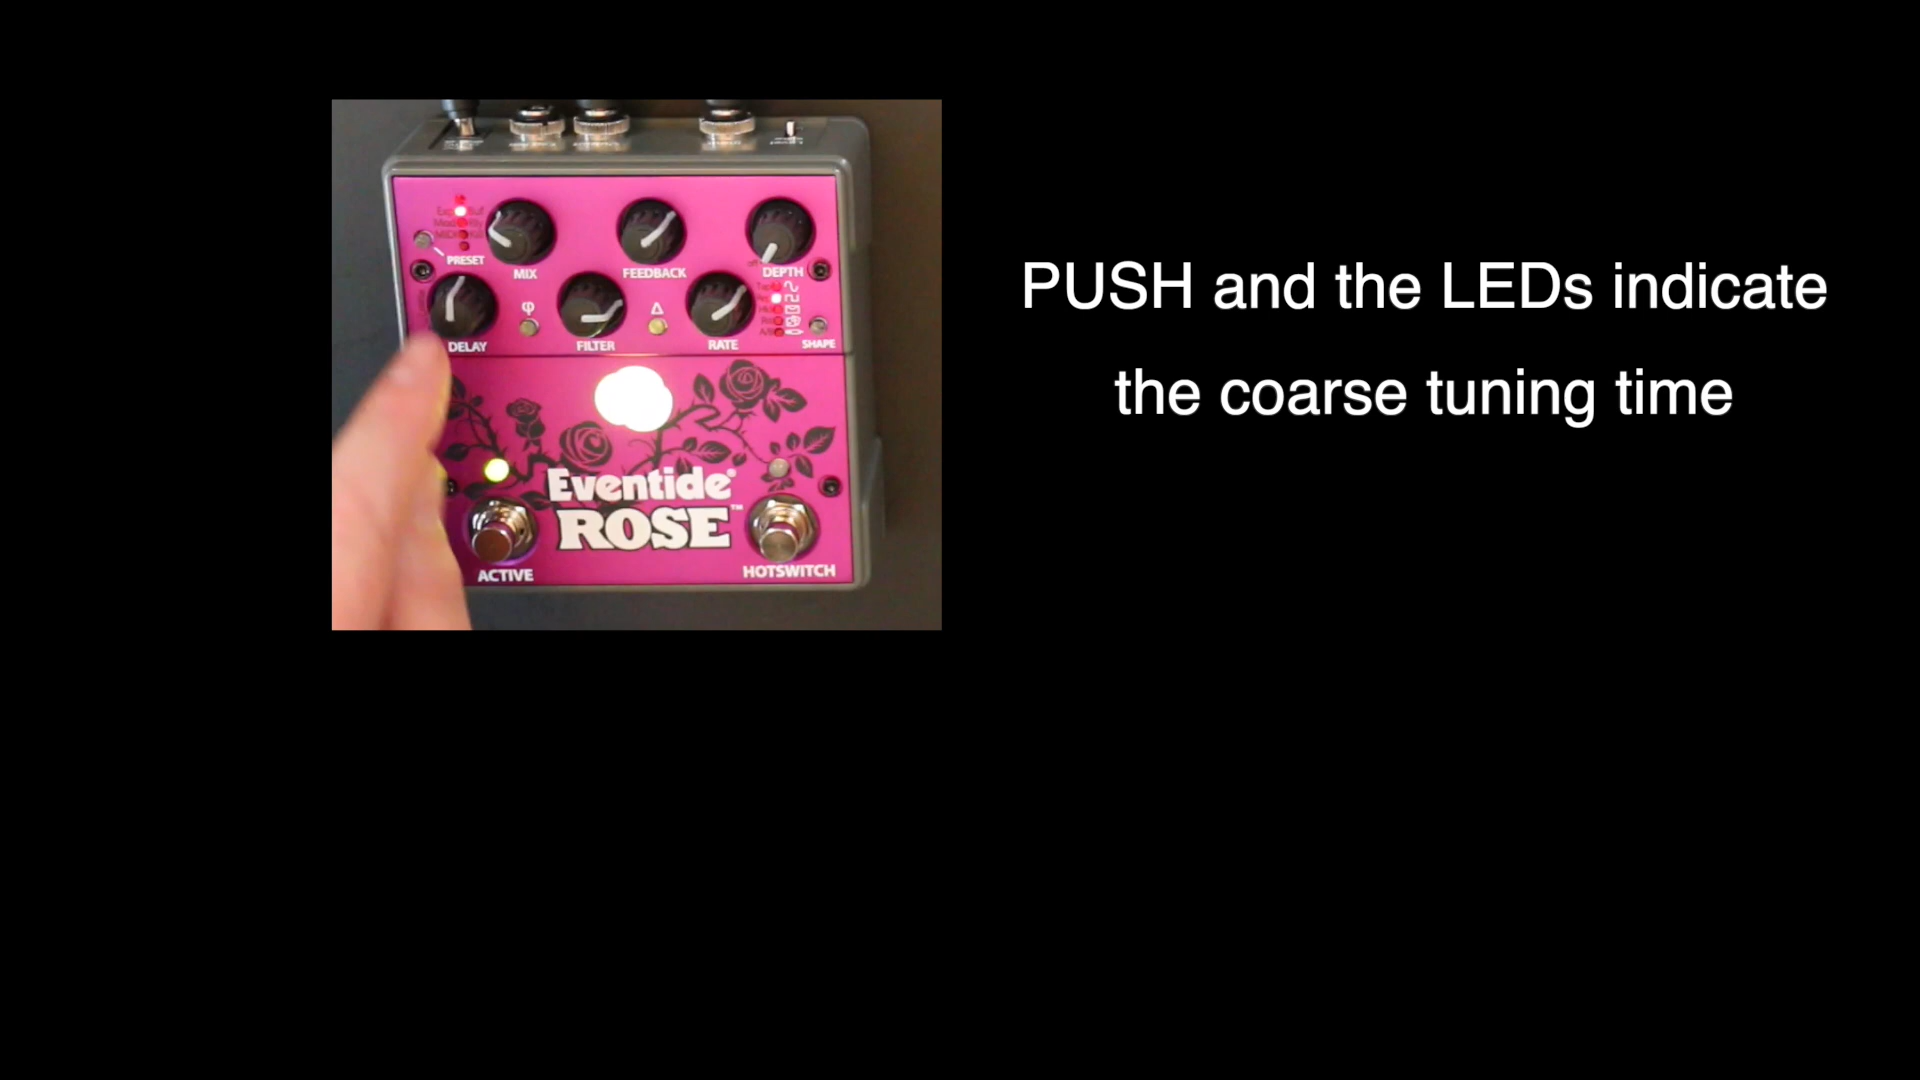 PUSH and the LEDs indicate
the coarse tuning time
PRESET
MIX
FEEDBACK
DEPTH
DELAY
φ
FILTER
Δ
RATE
SHAPE
Eventide®
ROSE™
ACTIVE
HOTSWITCH